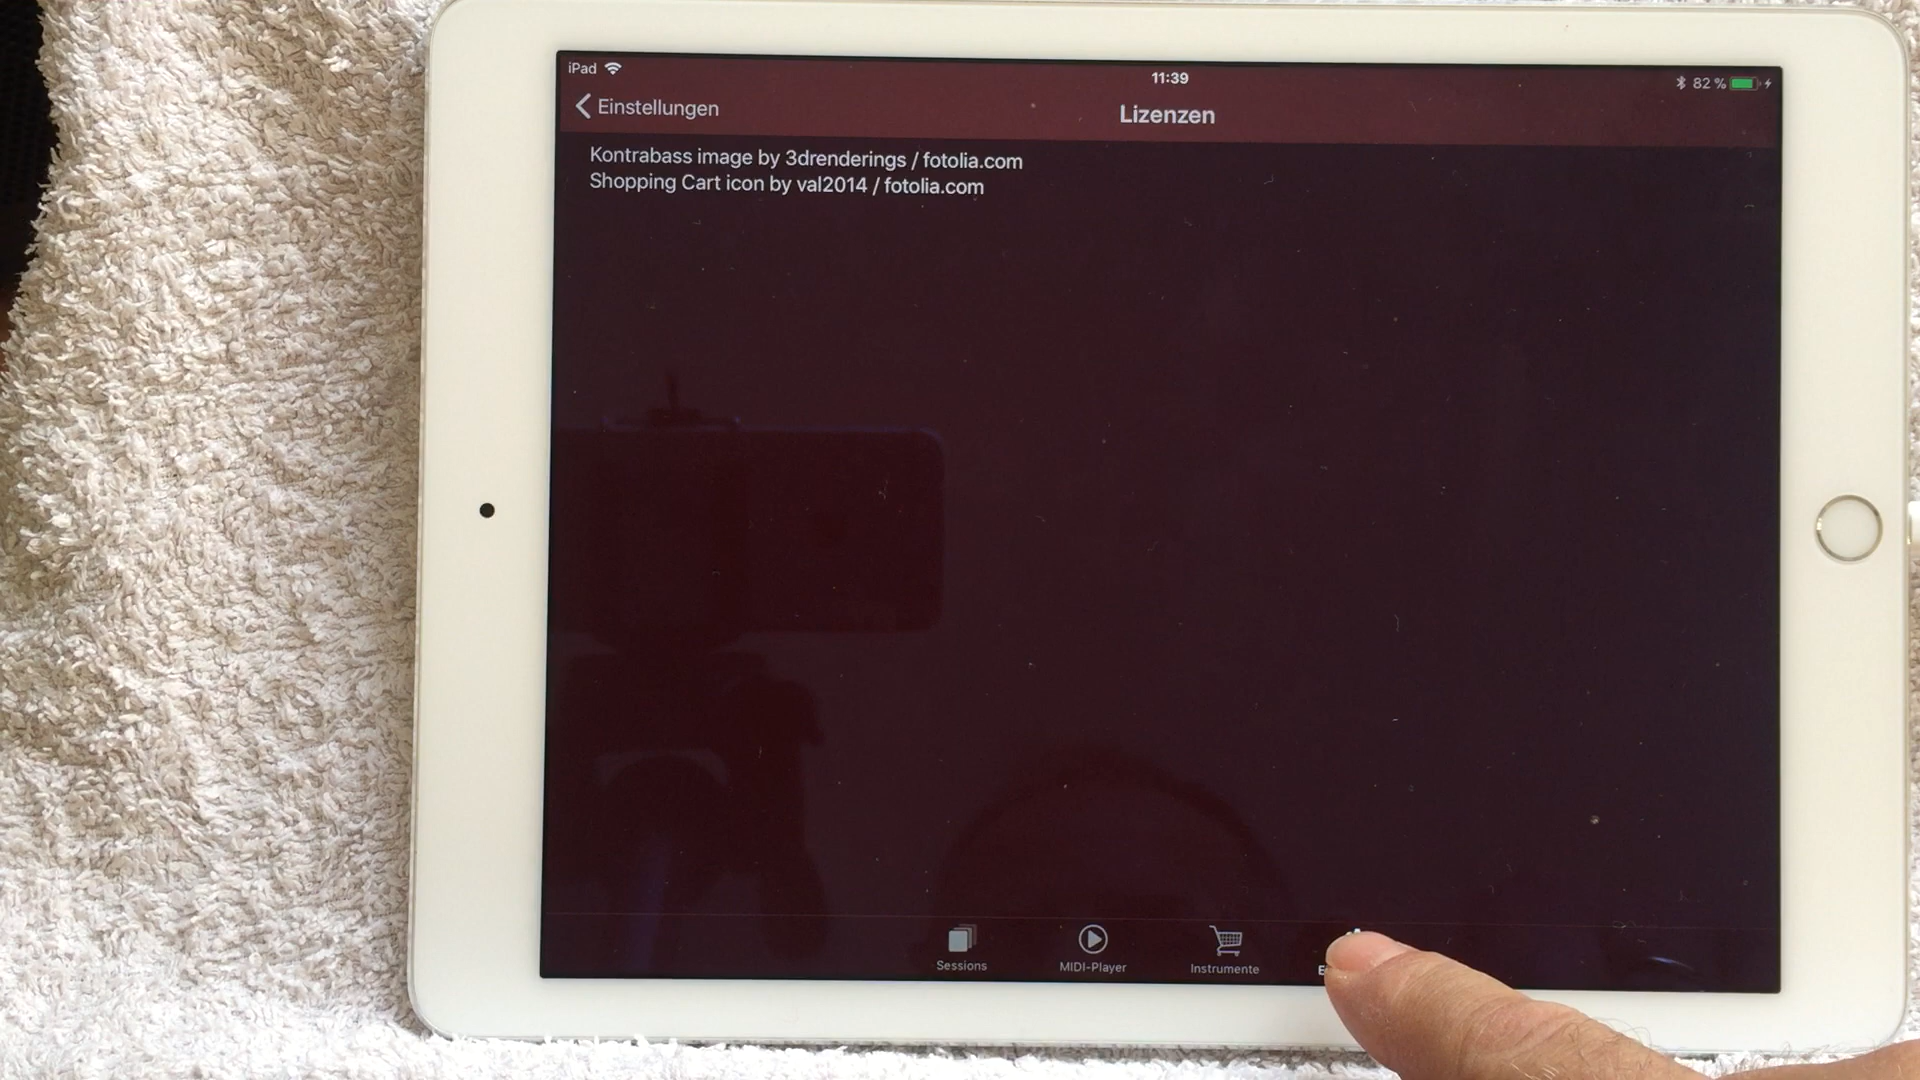 iPad
11:39
82 %
Einstellungen
Lizenzen
Kontrabass image by 3drenderings / fotolia.com
Shopping Cart icon by val2014 / fotolia.com
Sessions
MIDI-Player
Instrumente